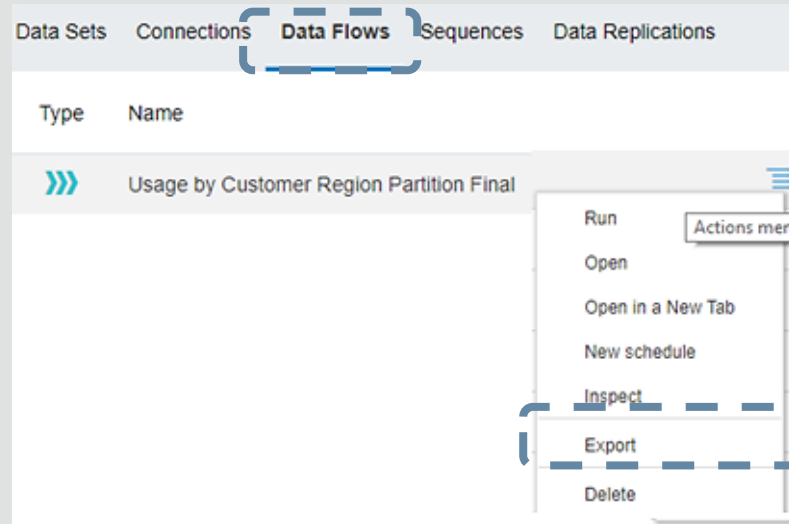 Data Sets Connections Data Flows Sequences Data Replications
Type Name
Usage by Customer Region Partition Final
Run
Actions mer
Open
Open in a New Tab
New schedule
Inspect
Export
Delete